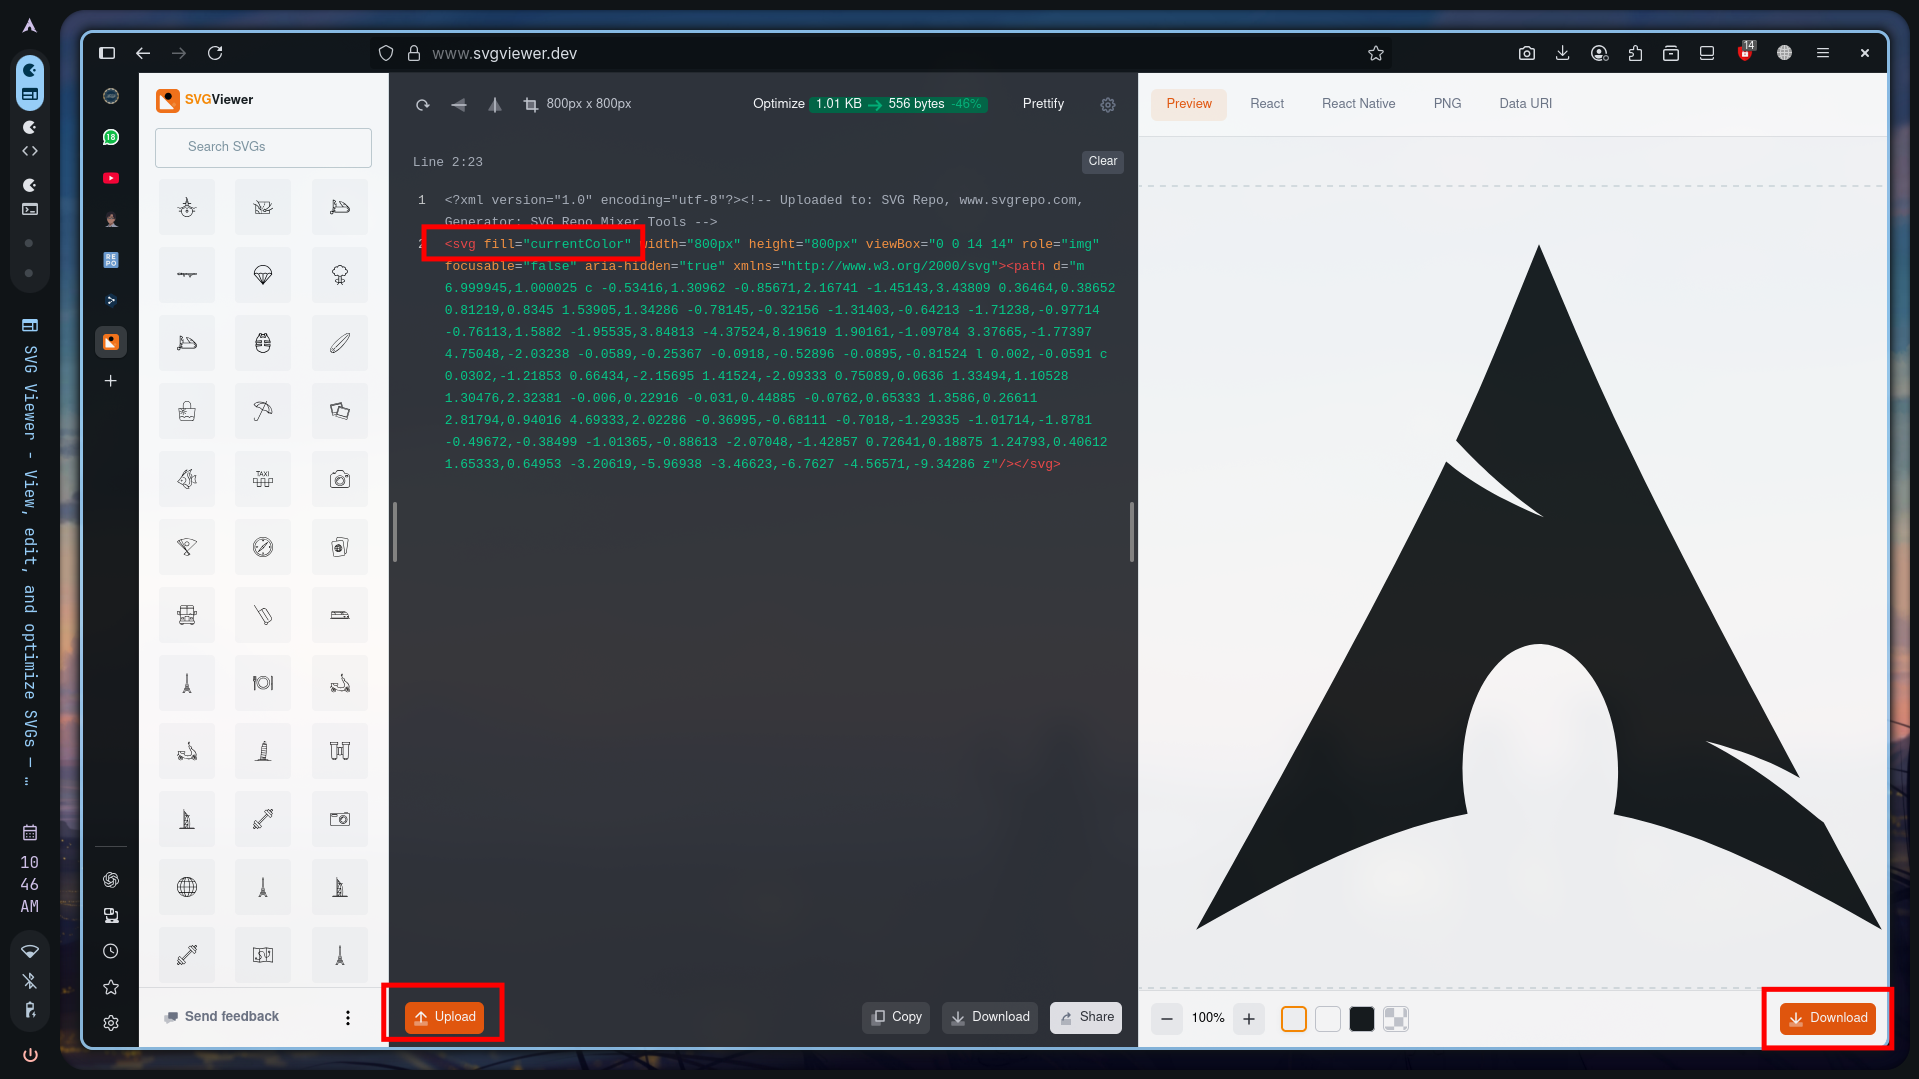 www.svgviewer.dev
14
18
RE
PO
SVG Viewer - View, edit, and optimize SVGs — …
10
46
AM
SVGViewer
Search SVGs
TAXI
Send feedback
800px x 800px
Optimize 1.01 KB → 556 bytes -46%
Prettify
Line 2:23
Clear
1 <?xml version="1.0" encoding="utf-8"?><!-- Uploaded to: SVG Repo, www.svgrepo.com,
Generator: SVG Repo Mixer Tools -->
2 <svg fill="currentColor" width="800px" height="800px" viewBox="0 0 14 14" role="img"
focusable="false" aria-hidden="true" xmlns="http://www.w3.org/2000/svg"><path d="m
6.999945,1.000025 c -0.53416,1.30962 -0.85671,2.16741 -1.45143,3.43809 0.36464,0.38652
0.81219,0.8345 1.53905,1.34286 -0.78145,-0.32156 -1.31403,-0.64213 -1.71238,-0.97714
-0.76113,1.5882 -1.95535,3.84813 -4.37524,8.19619 1.90161,-1.09784 3.37665,-1.77397
4.75048,-2.03238 -0.0589,-0.25367 -0.0918,-0.52896 -0.0895,-0.81524 l 0.002,-0.0591 c
0.0302,-1.21853 0.66434,-2.15695 1.41524,-2.09333 0.75089,0.0636 1.33494,1.10528
1.30476,2.32381 -0.006,0.22916 -0.031,0.44885 -0.0762,0.65333 1.3586,0.26611
2.81794,0.94016 4.69333,2.02286 -0.36995,-0.68111 -0.7018,-1.29335 -1.01714,-1.8781
-0.49672,-0.38499 -1.01365,-0.88613 -2.07048,-1.42857 0.72641,0.18875 1.24793,0.40612
1.65333,0.64953 -3.20619,-5.96938 -3.46623,-6.7627 -4.56571,-9.34286 z"/></svg>
Upload
Copy
Download
Share
Preview
React
React Native
PNG
Data URI
100%
Download